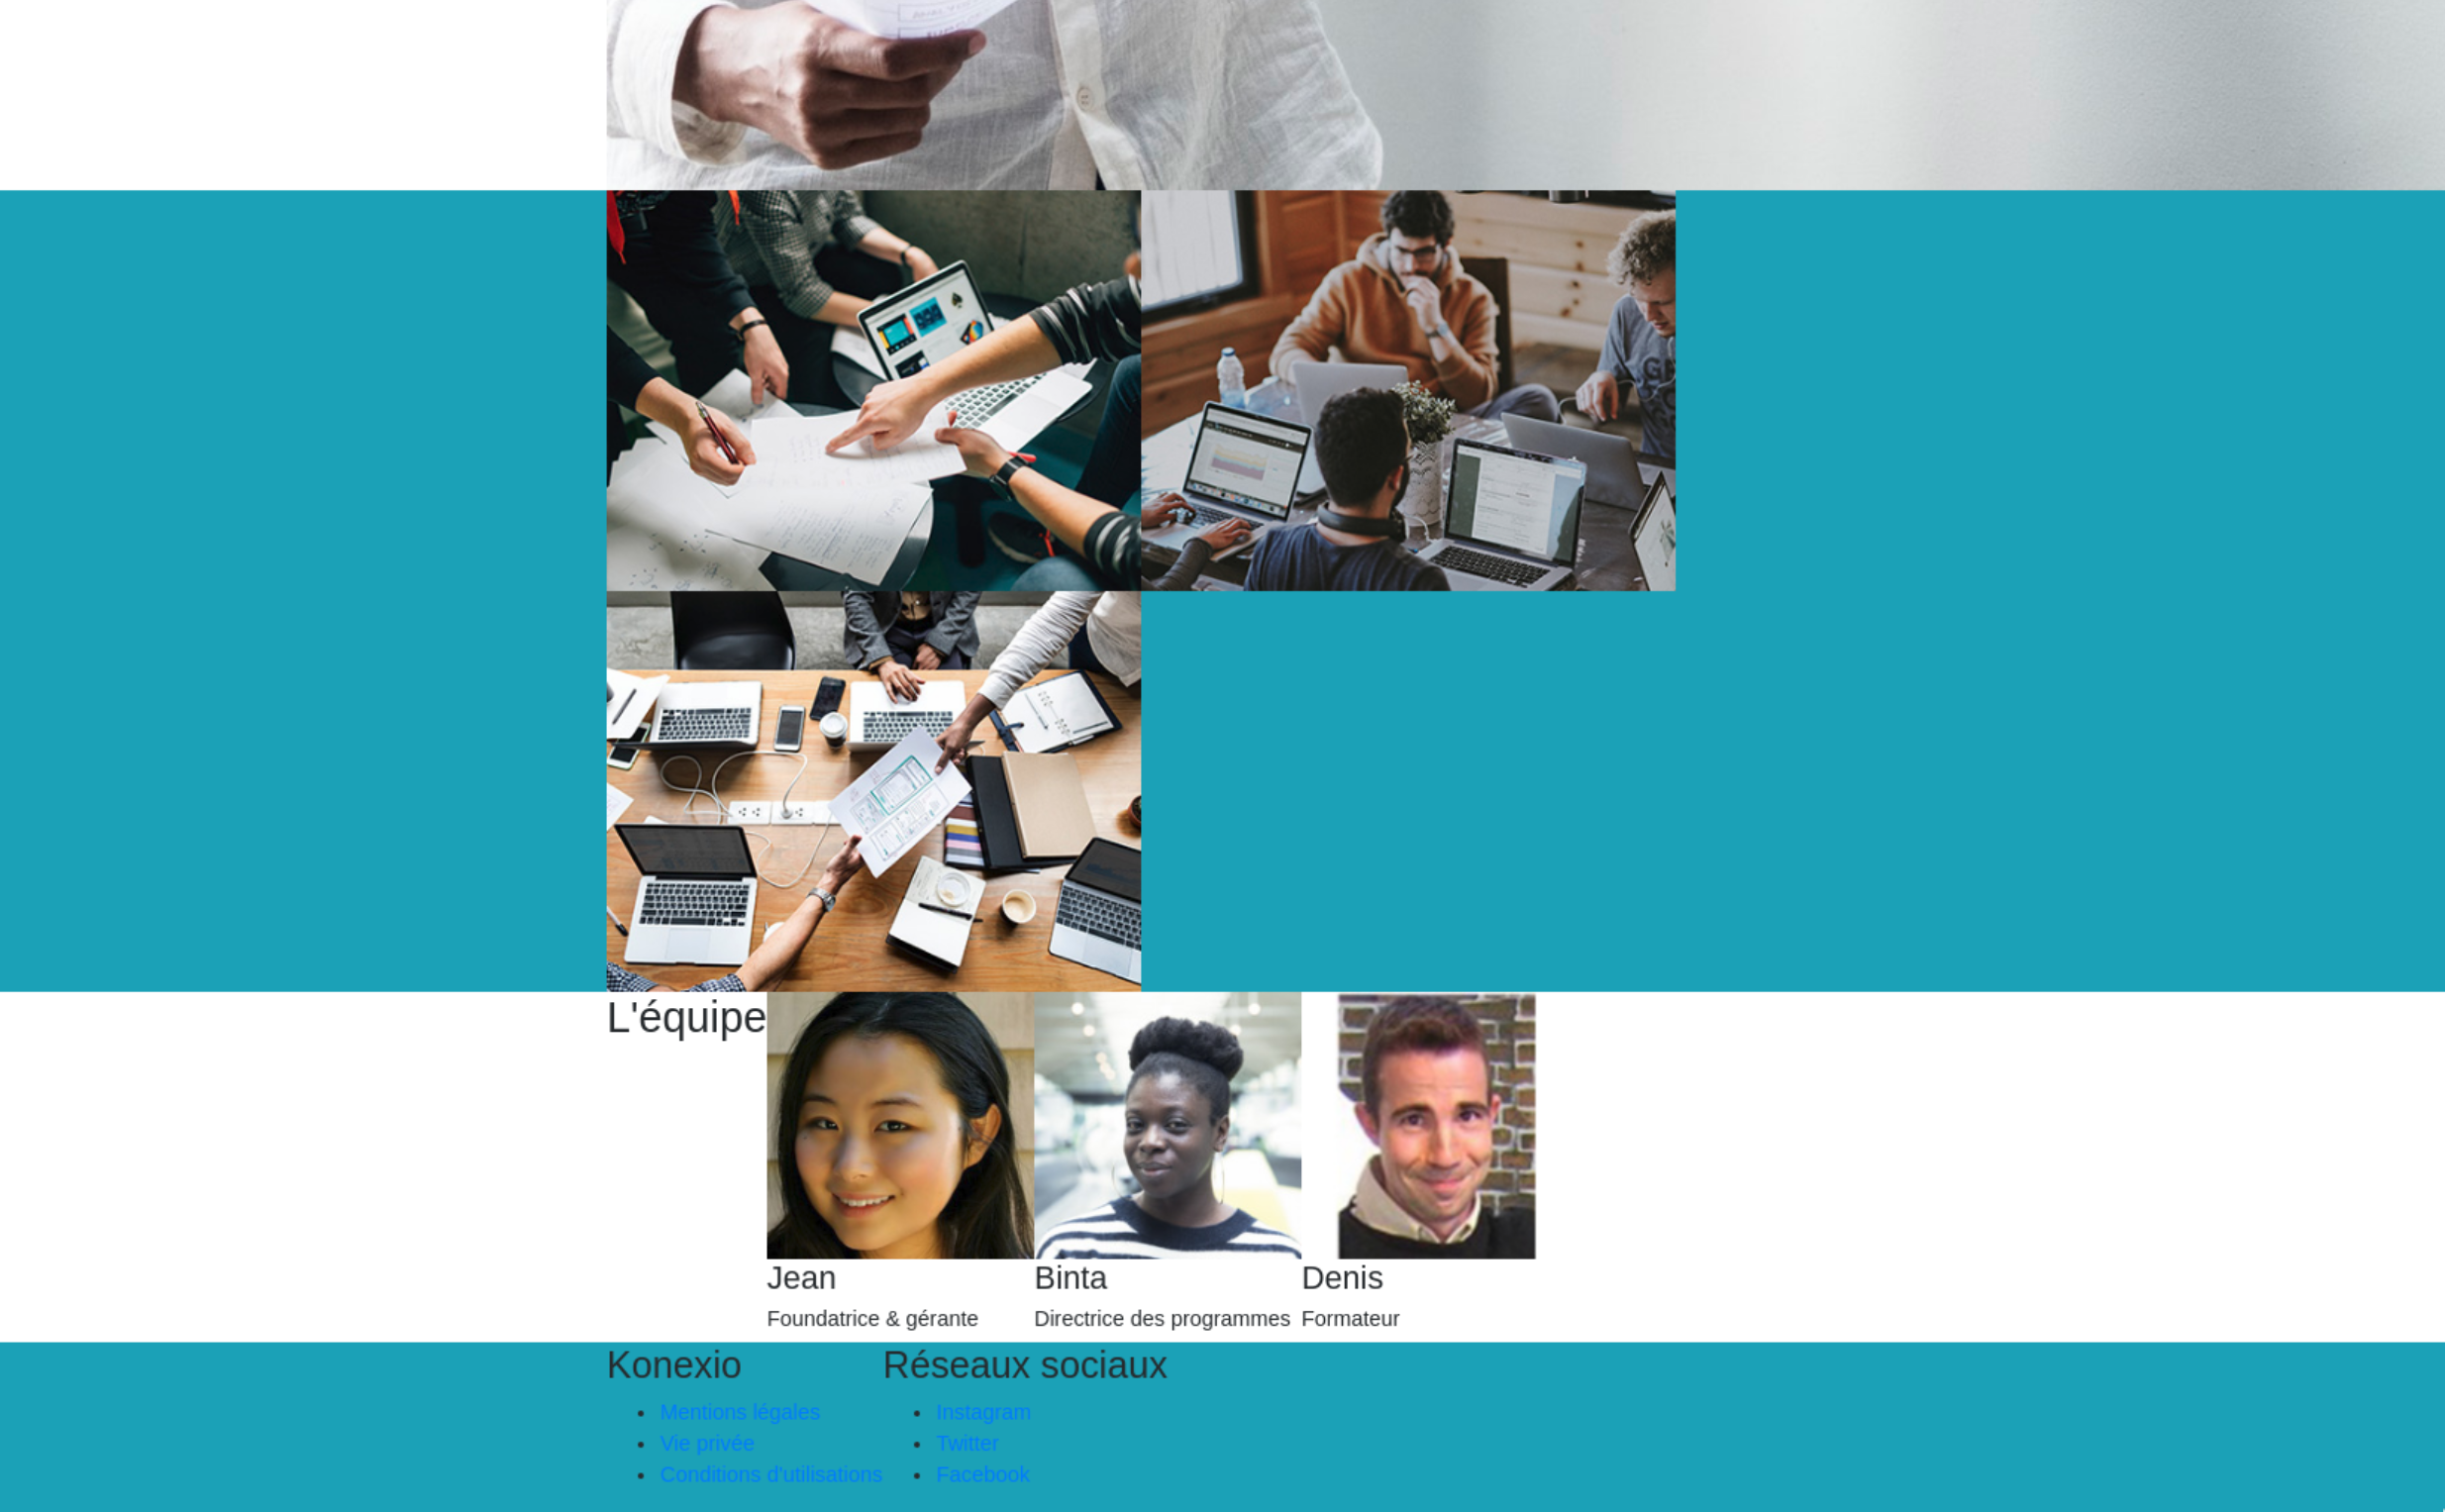 L'équipe
Jean
Foundatrice & gérante
Binta
Directrice des programmes
Denis
Formateur
Konexio
Mentions légales
Vie privée
Conditions d'utilisations
Réseaux sociaux
Instagram
Twitter
Facebook